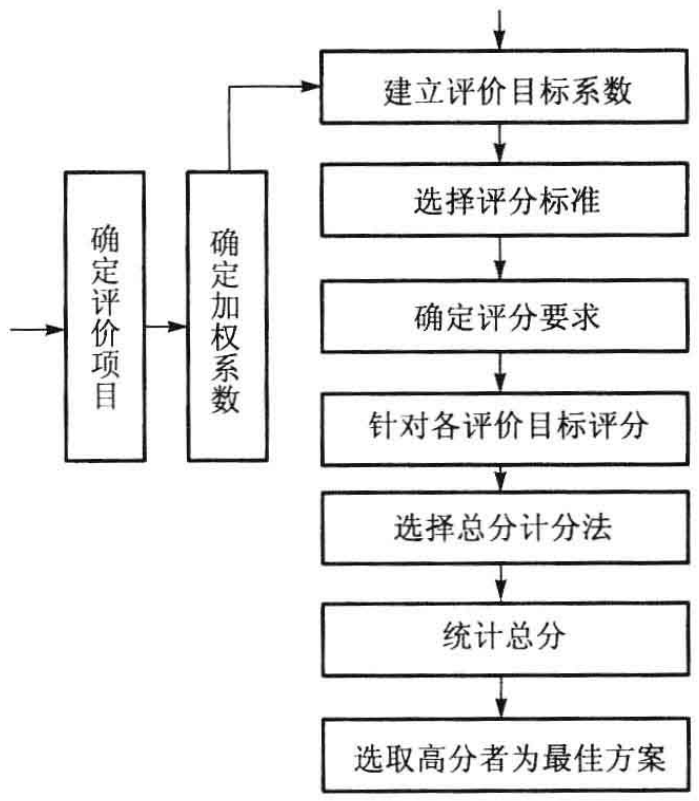 建立评价目标系数
选择评分标准
确定评分要求
针对各评价目标评分
选择总分计分法
统计总分
选取高分者为最佳方案
确定评价项目
确定加权系数